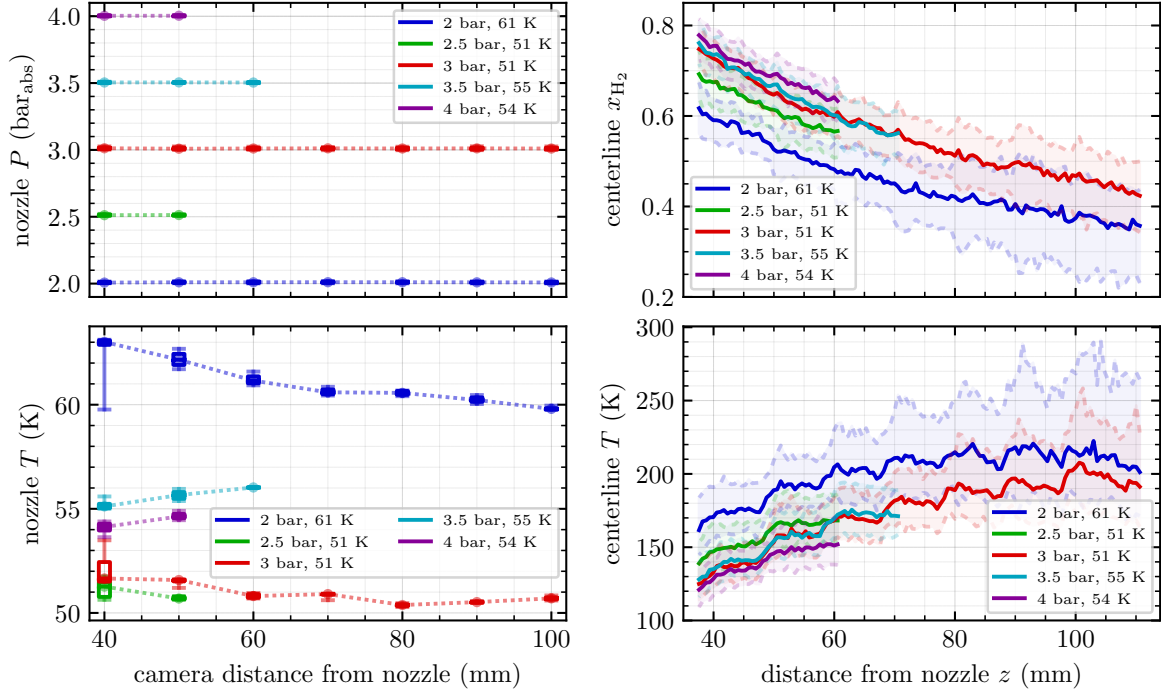 nozzle P (bar_abs)
4.0
3.5
3.0
2.5
2.0
2 bar, 61 K
2.5 bar, 51 K
3 bar, 51 K
3.5 bar, 55 K
4 bar, 54 K
centerline x_H₂
0.8
0.6
0.4
0.2
2 bar, 61 K
2.5 bar, 51 K
3 bar, 51 K
3.5 bar, 55 K
4 bar, 54 K
nozzle T (K)
60
55
50
2 bar, 61 K
2.5 bar, 51 K
3 bar, 51 K
3.5 bar, 55 K
4 bar, 54 K
40 50 60 70 80 90 100
camera distance from nozzle (mm)
centerline T (K)
300
250
200
150
100
2 bar, 61 K
2.5 bar, 51 K
3 bar, 51 K
3.5 bar, 55 K
4 bar, 54 K
40 60 80 100
distance from nozzle z (mm)